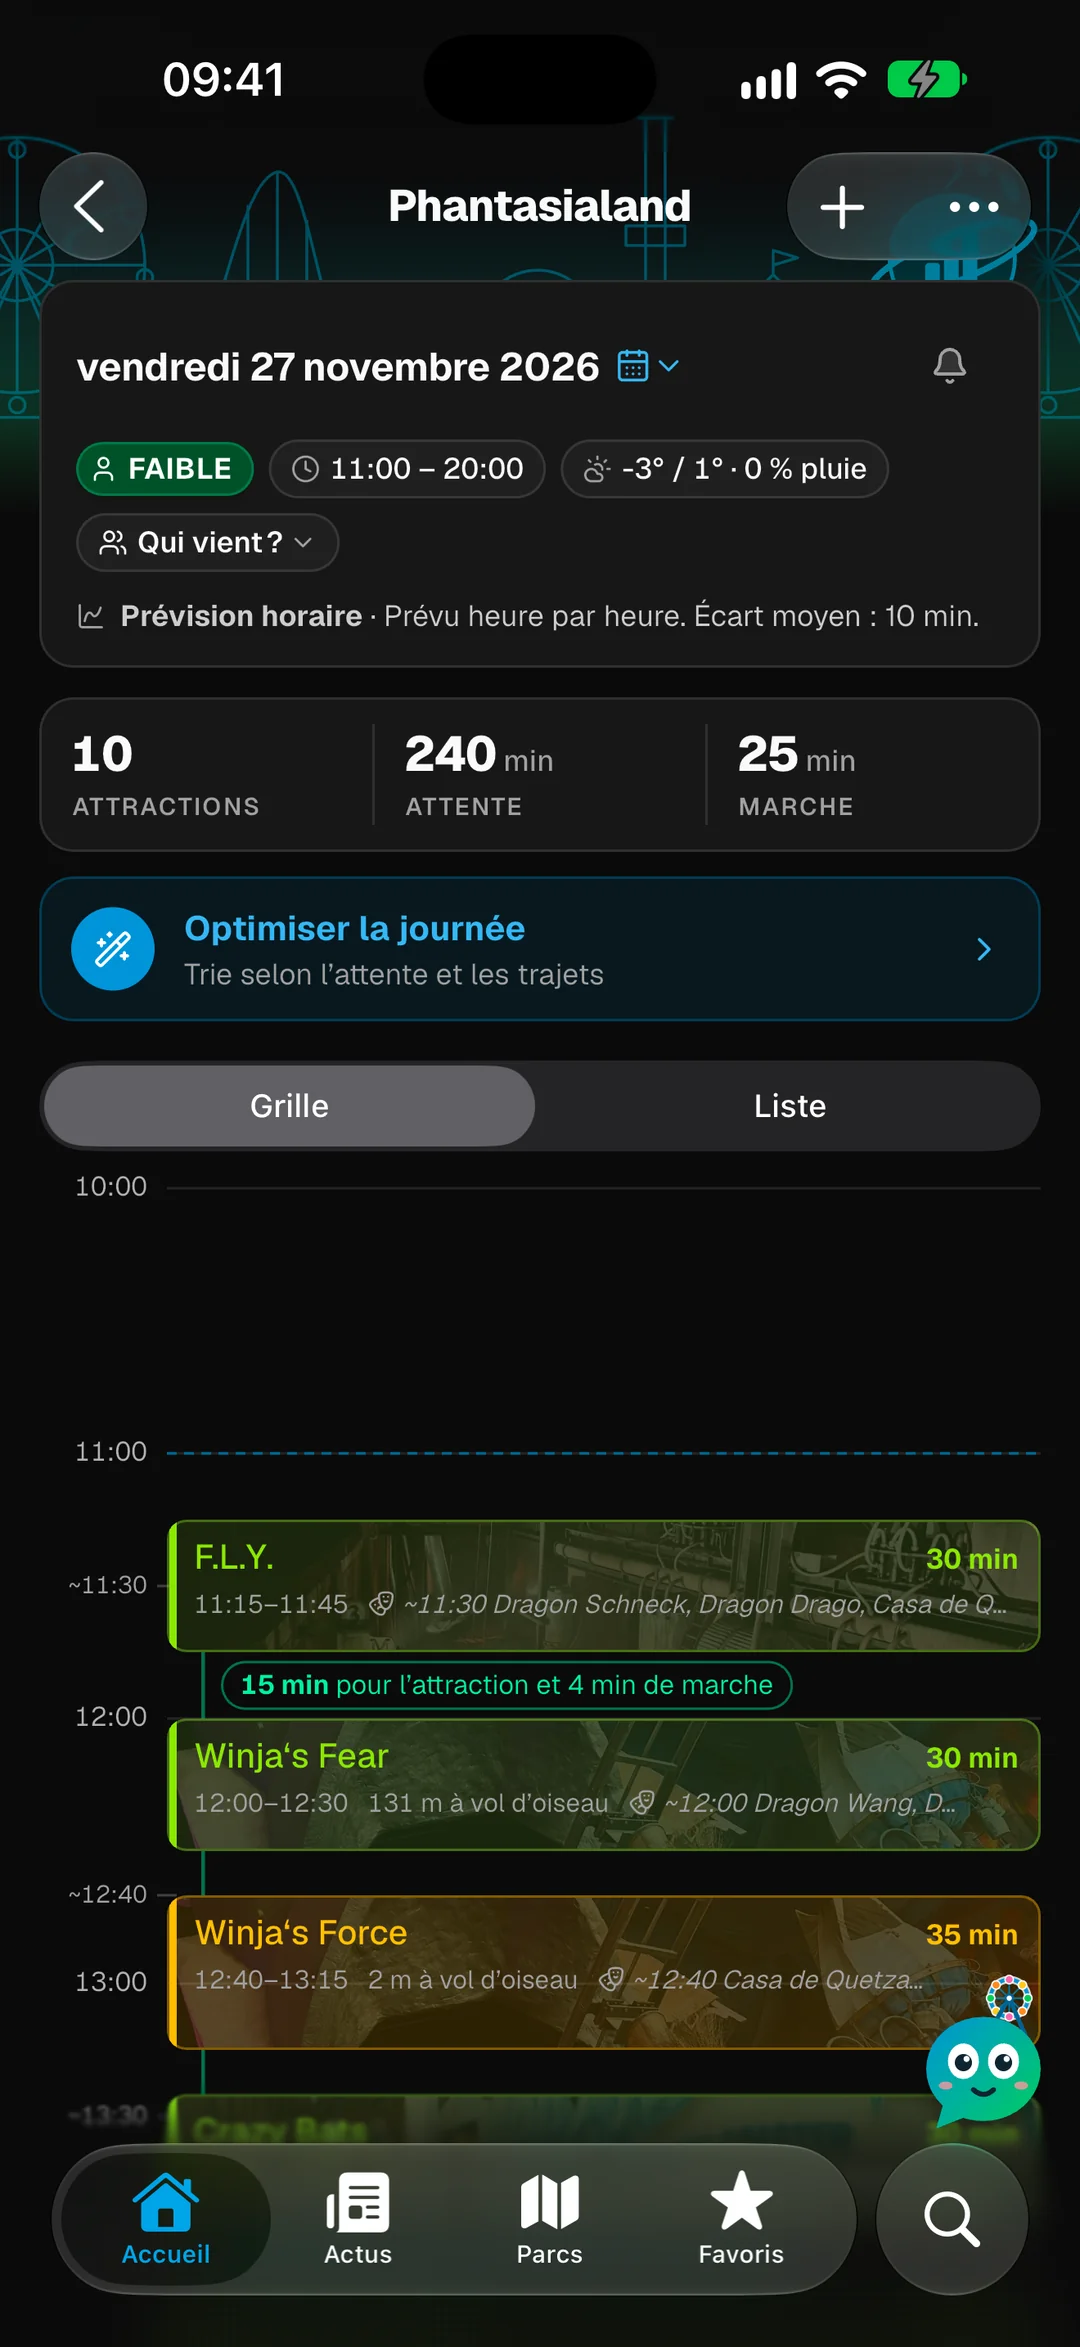 09:41
Phantasialand
vendredi 27 novembre 2026
FAIBLE
11:00 – 20:00
-3° / 1° · 0 % pluie
Qui vient ?
Prévision horaire · Prévu heure par heure. Écart moyen : 10 min.
10
ATTRACTIONS
240 min
ATTENTE
25 min
MARCHE
Optimiser la journée
Trie selon l’attente et les trajets
Grille
Liste
10:00
11:00
F.L.Y.
30 min
~11:30
11:15–11:45 ~11:30 Dragon Schneck, Dragon Drago, Casa de Q...
15 min pour l’attraction et 4 min de marche
12:00
Winja‘s Fear
30 min
12:00–12:30 131 m à vol d’oiseau ~12:00 Dragon Wang, D...
~12:40
Winja‘s Force
35 min
13:00
12:40–13:15 2 m à vol d’oiseau ~12:40 Casa de Quetza...
~13:30
Crazy Bats
30 min
Accueil
Actus
Parcs
Favoris